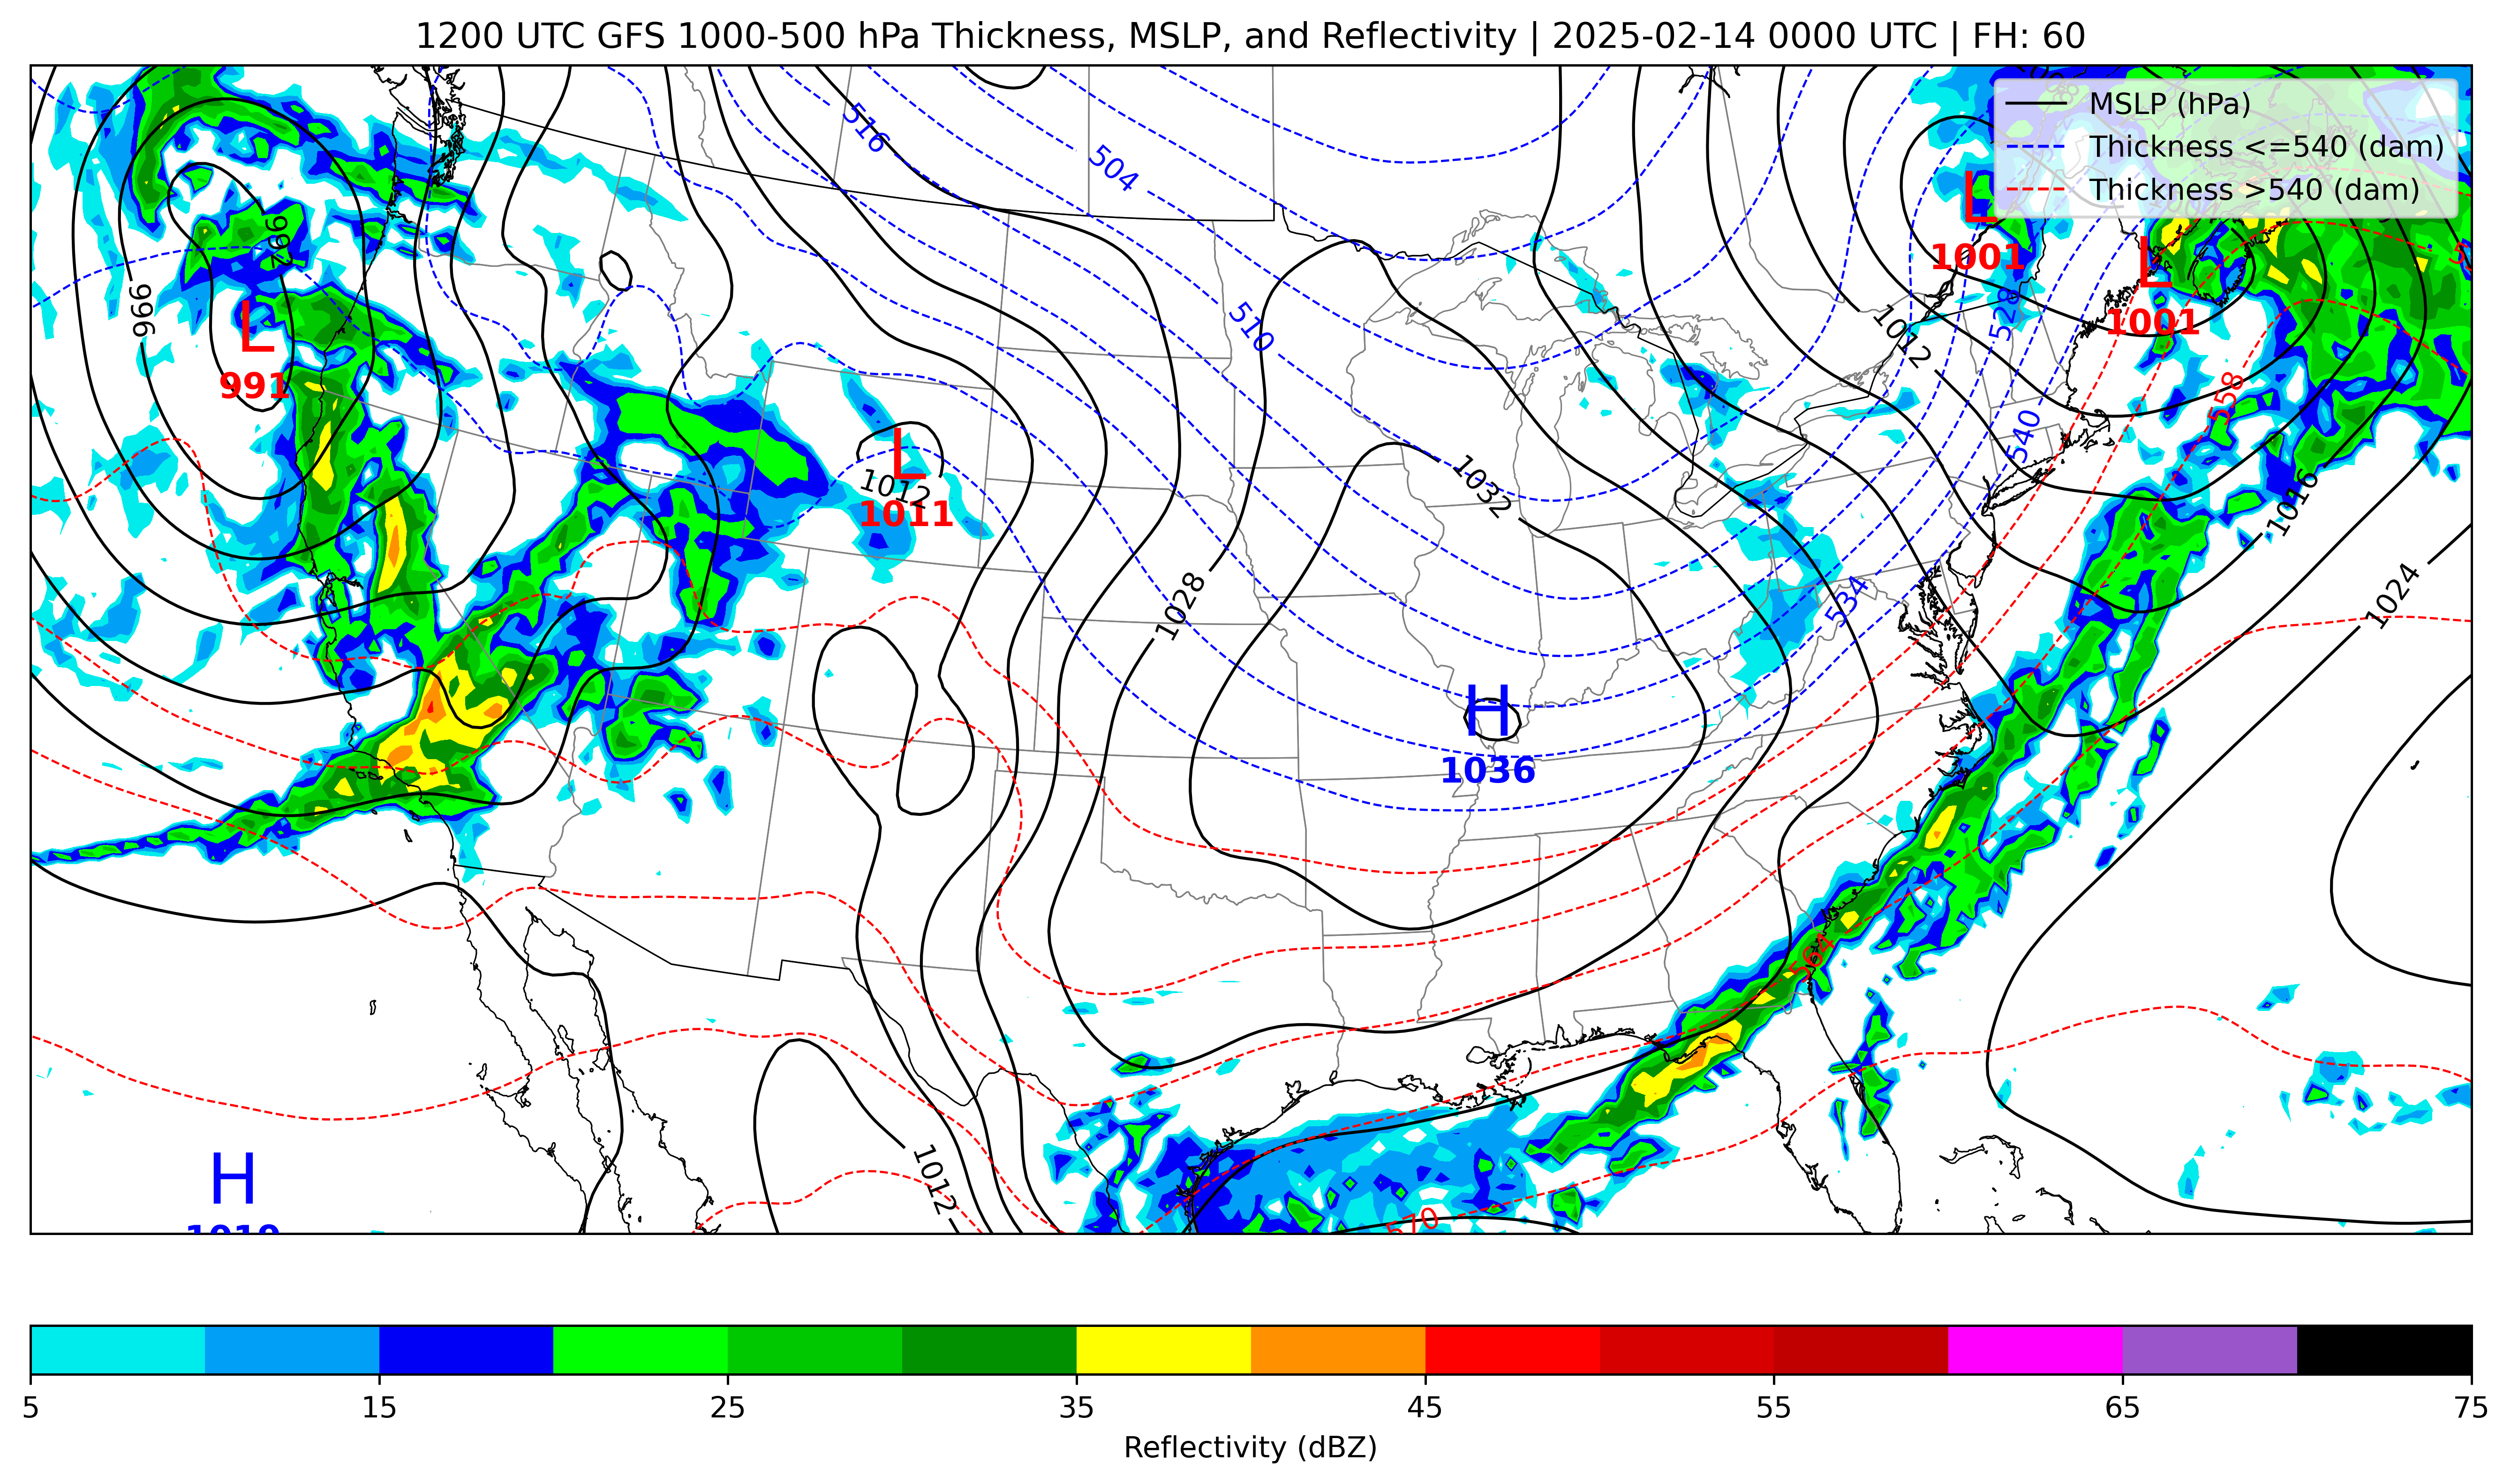 1200 UTC GFS 1000-500 hPa Thickness, MSLP, and Reflectivity | 2025-02-14 0000 UTC | FH: 60
MSLP (hPa)
Thickness <=540 (dam)
Thickness >540 (dam)
516
504
L
1001
L
1001
992
996
L
991
510
528
1012
558
540
L
1012
1011
1032
1016
1028
534
1024
H
1036
564
1012
H
1019
570
5
15
25
35
45
55
65
75
Reflectivity (dBZ)